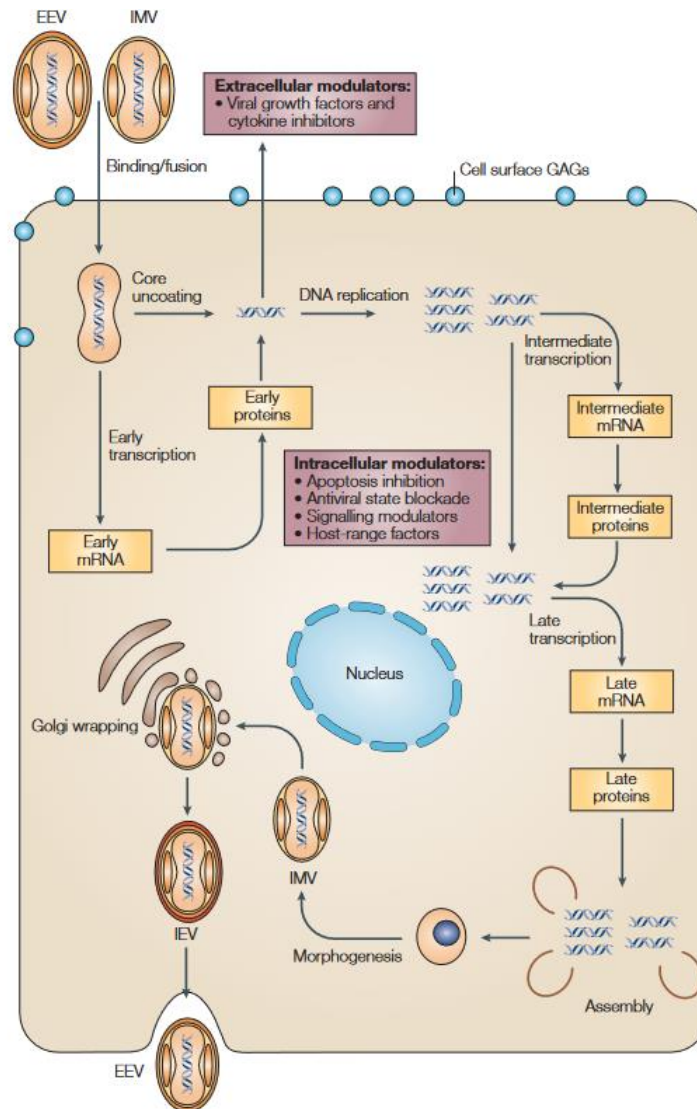 EEV
IMV
Extracellular modulators:
• Viral growth factors and
cytokine inhibitors
Binding/fusion
Cell surface GAGs
Core
uncoating
DNA replication
Intermediate
transcription
Early
proteins
Intermediate
mRNA
Early
transcription
Intracellular modulators:
• Apoptosis inhibition
• Antiviral state blockade
• Signalling modulators
• Host-range factors
Intermediate
proteins
Early
mRNA
Late
transcription
Nucleus
Late
mRNA
Golgi wrapping
Late
proteins
IMV
IEV
Morphogenesis
Assembly
EEV